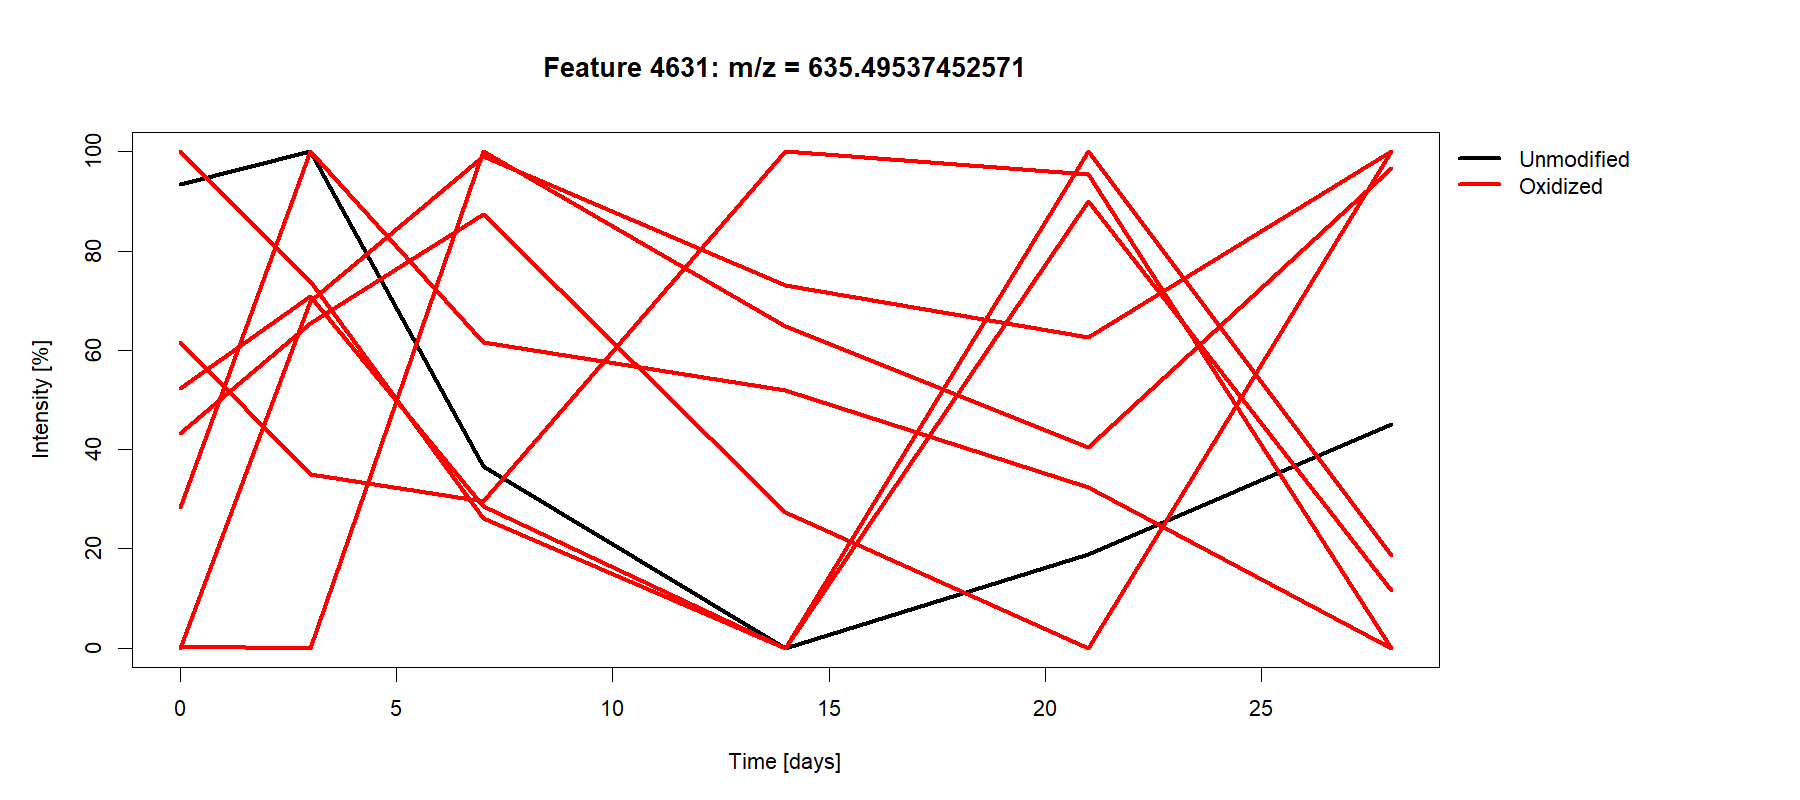 Feature 4631: m/z = 635.49537452571
Unmodified
Oxidized
Intensity [%]
100
80
60
40
20
0
0 5 10 15 20 25
Time [days]